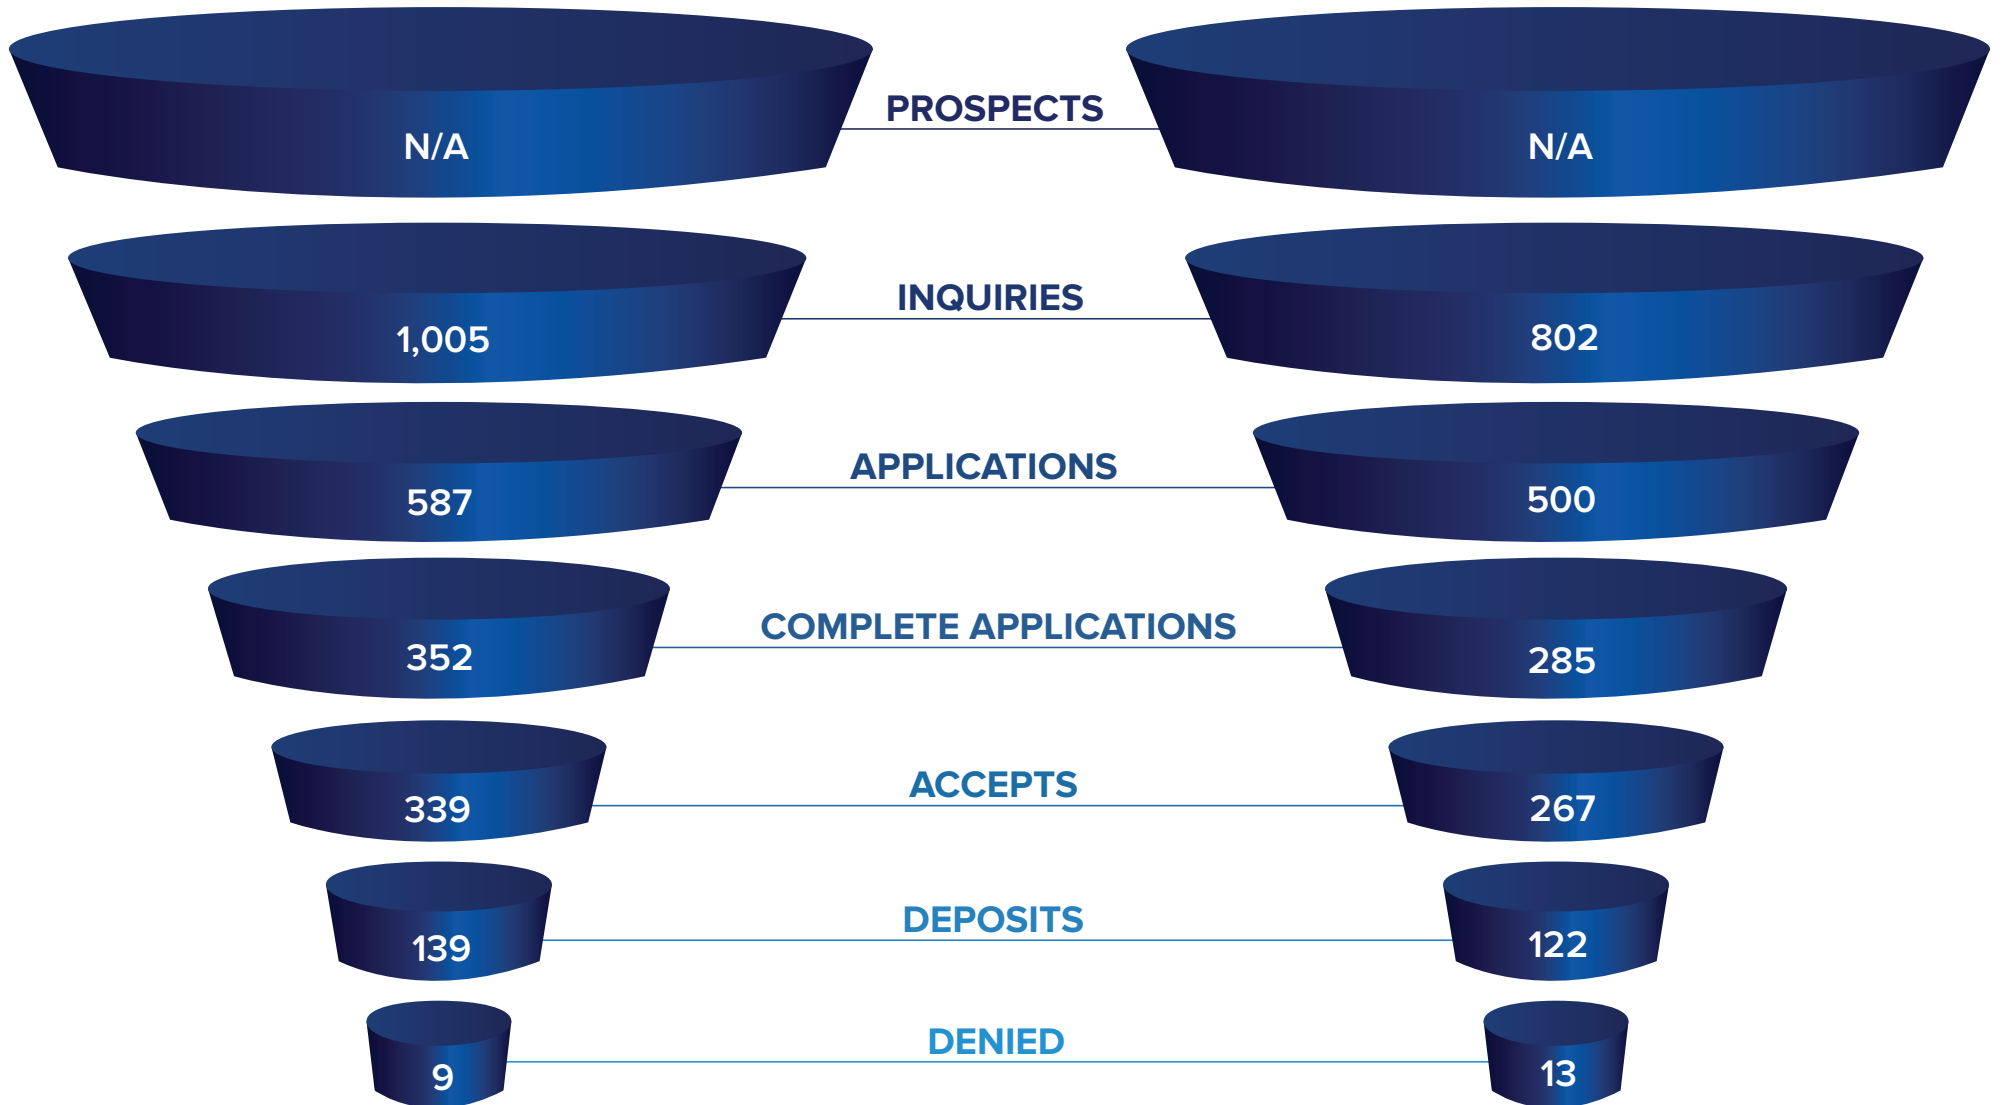 PROSPECTS
N/A
N/A
INQUIRIES
1,005
802
APPLICATIONS
587
500
COMPLETE APPLICATIONS
352
285
ACCEPTS
339
267
DEPOSITS
139
122
DENIED
9
13